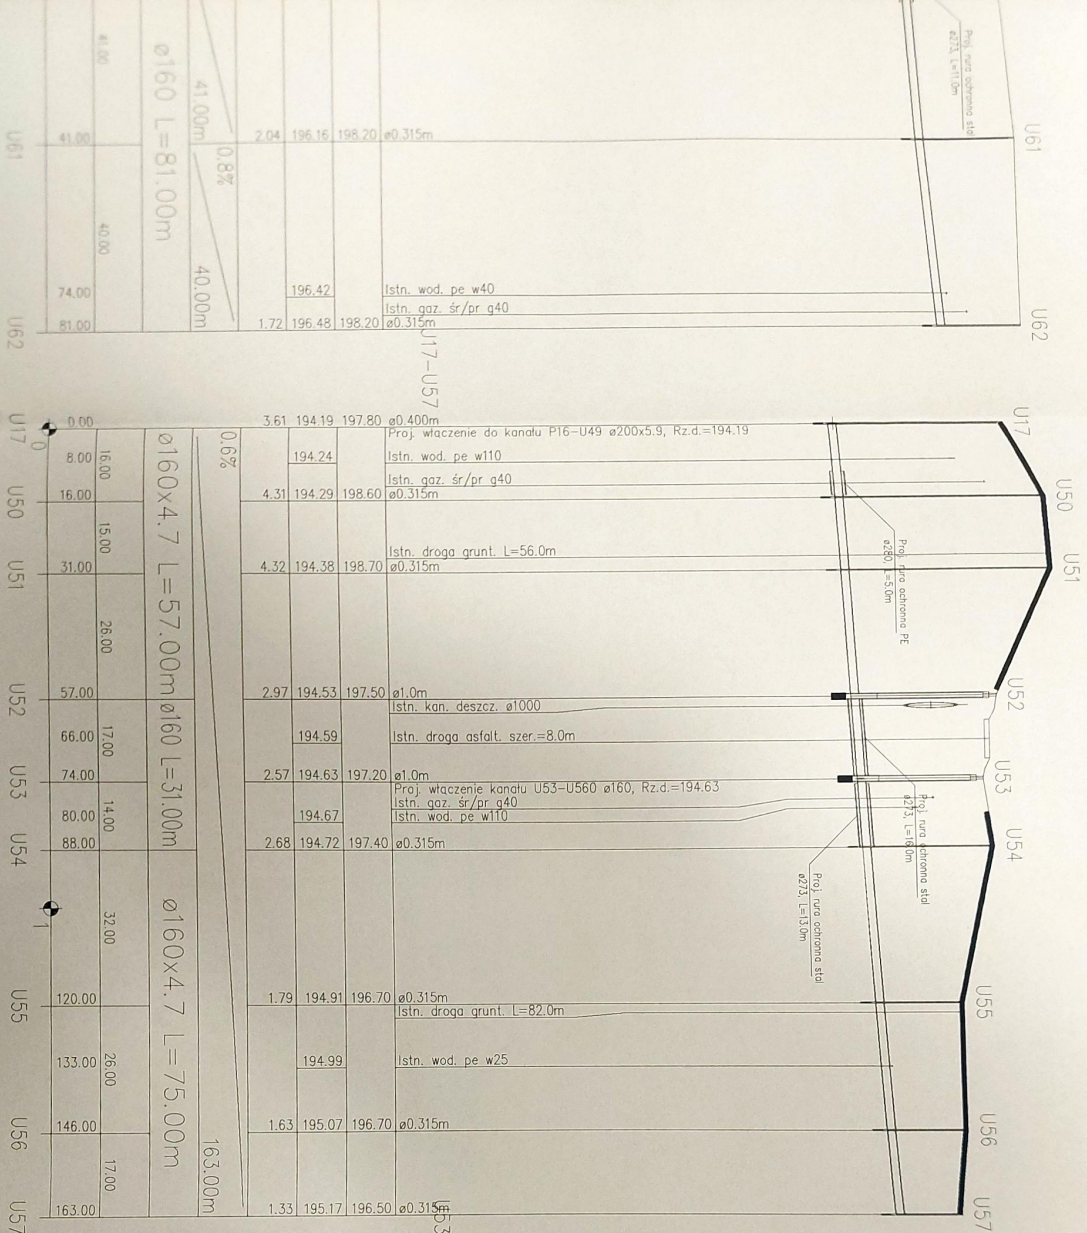 Proj. rura ochronna stal
ø273, L=11.0m
41.00
41.00m
ø160 L=81.00m
U61
41.00
2.04 196.16 198.20 ø0.315m
U61
0.8%
40.00
40.00m
74.00
196.42
Istn. wod. pe w40
Istn. gaz. śr/pr g40
U62
81.00
1.72 196.48 198.20 ø0.315m
U62
U17-U57
U17
0
0.00
3.61 194.19 197.80 ø0.400m
U17
Proj. włączenie do kanału P16-U49 ø200x5.9, Rz.d.=194.19
0.6%
8.00
16.00
194.24
Istn. wod. pe w110
Istn. gaz. śr/pr g40
U50
16.00
4.31 194.29 198.60 ø0.315m
U50
15.00
Istn. droga grunt. L=56.0m
Proj. rura ochronna PE
ø280, L=5.0m
U51
31.00
4.32 194.38 198.70 ø0.315m
U51
26.00
ø160x4.7 L=57.00m
U52
57.00
2.97 194.53 197.50 ø1.0m
U52
Istn. kan. deszcz. ø1000
66.00
17.00
ø160 L=31.00m
194.59
Istn. droga asfalt. szer.=8.0m
U53
74.00
2.57 194.63 197.20 ø1.0m
U53
Proj. włączenie kanału U53-U560 ø160, Rz.d.=194.63
Istn. gaz. śr/pr g40
80.00
14.00
194.67
Istn. wod. pe w110
Proj. rura ochronna stal
ø273, L=16.0m
U54
88.00
2.68 194.72 197.40 ø0.315m
U54
Proj. rura ochronna stal
ø273, L=13.0m
1
32.00
ø160x4.7 L=75.00m
U55
120.00
1.79 194.91 196.70 ø0.315m
U55
Istn. droga grunt. L=82.0m
133.00
26.00
194.99
Istn. wod. pe w25
U56
146.00
1.63 195.07 196.70 ø0.315m
U56
17.00
163.00m
U57
163.00
1.33 195.17 196.50 ø0.315m
U57